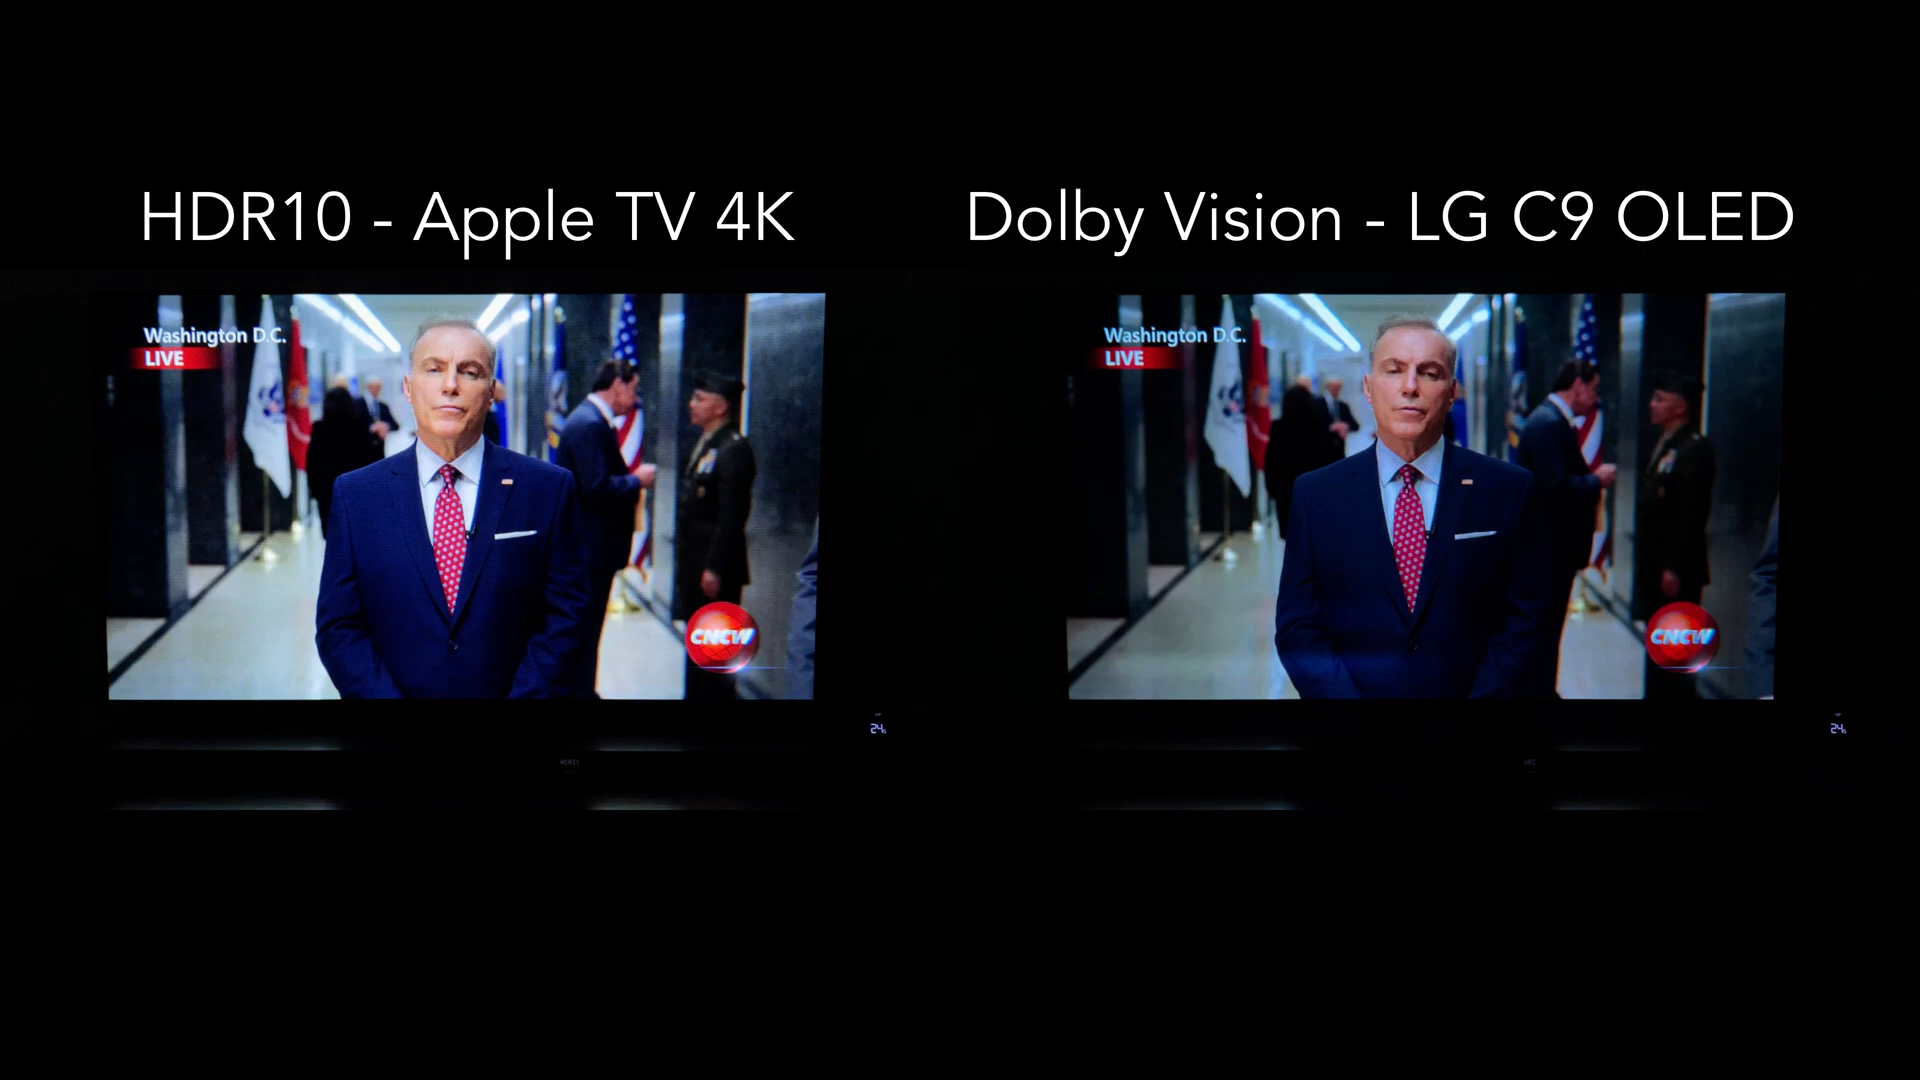 HDR10 - Apple TV 4K
Dolby Vision - LG C9 OLED
Washington D.C.
LIVE
CNCW
Washington D.C.
LIVE
CNCW